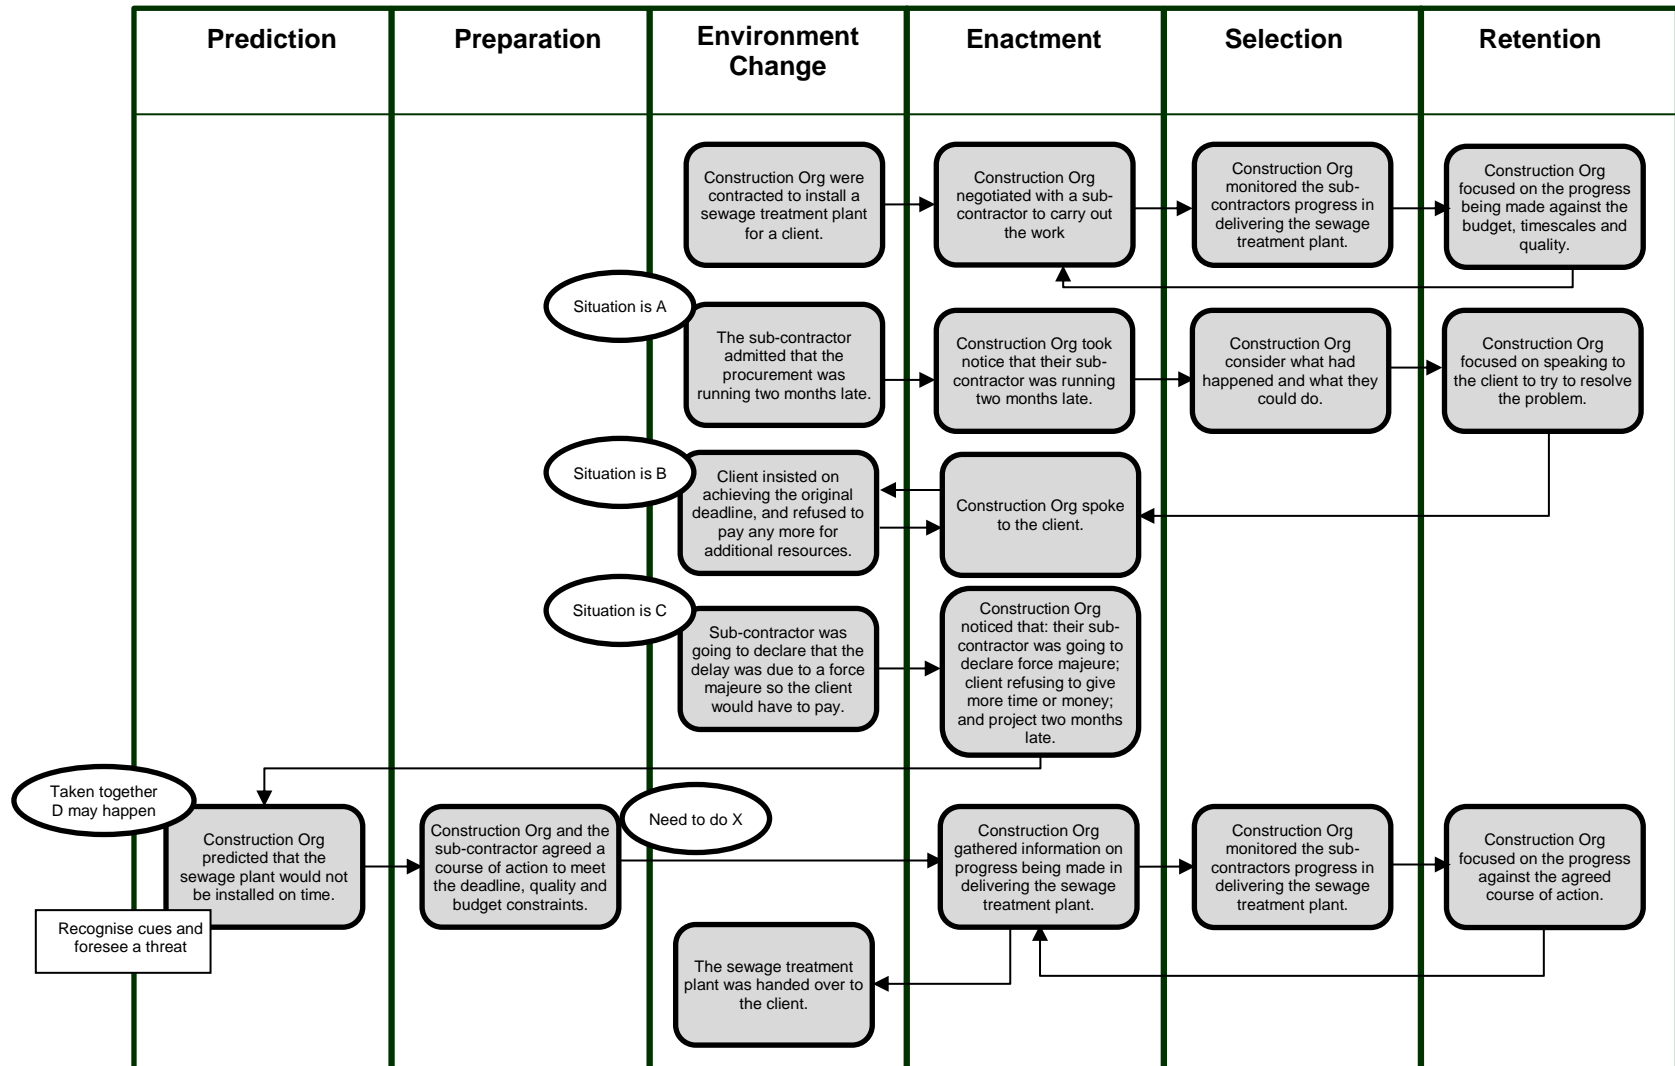 Prediction
Preparation
Environment
Change
Enactment
Selection
Retention
Construction Org were
contracted to install a
sewage treatment plant
for a client.
Construction Org
negotiated with a sub-
contractor to carry out
the work
Construction Org
monitored the sub-
contractors progress in
delivering the sewage
treatment plant.
Construction Org
focused on the progress
being made against the
budget, timescales and
quality.
Situation is A
The sub-contractor
admitted that the
procurement was
running two months late.
Construction Org took
notice that their sub-
contractor was running
two months late.
Construction Org
consider what had
happened and what they
could do.
Construction Org
focused on speaking to
the client to try to resolve
the problem.
Situation is B
Client insisted on
achieving the original
deadline, and refused to
pay any more for
additional resources.
Construction Org spoke
to the client.
Situation is C
Sub-contractor was
going to declare that the
delay was due to a force
majeure so the client
would have to pay.
Construction Org
noticed that: their sub-
contractor was going to
declare force majeure;
client refusing to give
more time or money;
and project two months
late.
Taken together
D may happen
Construction Org
predicted that the
sewage plant would not
be installed on time.
Recognise cues and
foresee a threat
Construction Org and the
sub-contractor agreed a
course of action to meet
the deadline, quality and
budget constraints.
Need to do X
Construction Org
gathered information on
progress being made in
delivering the sewage
treatment plant.
Construction Org
monitored the sub-
contractors progress in
delivering the sewage
treatment plant.
Construction Org
focused on the progress
against the agreed
course of action.
The sewage treatment
plant was handed over to
the client.